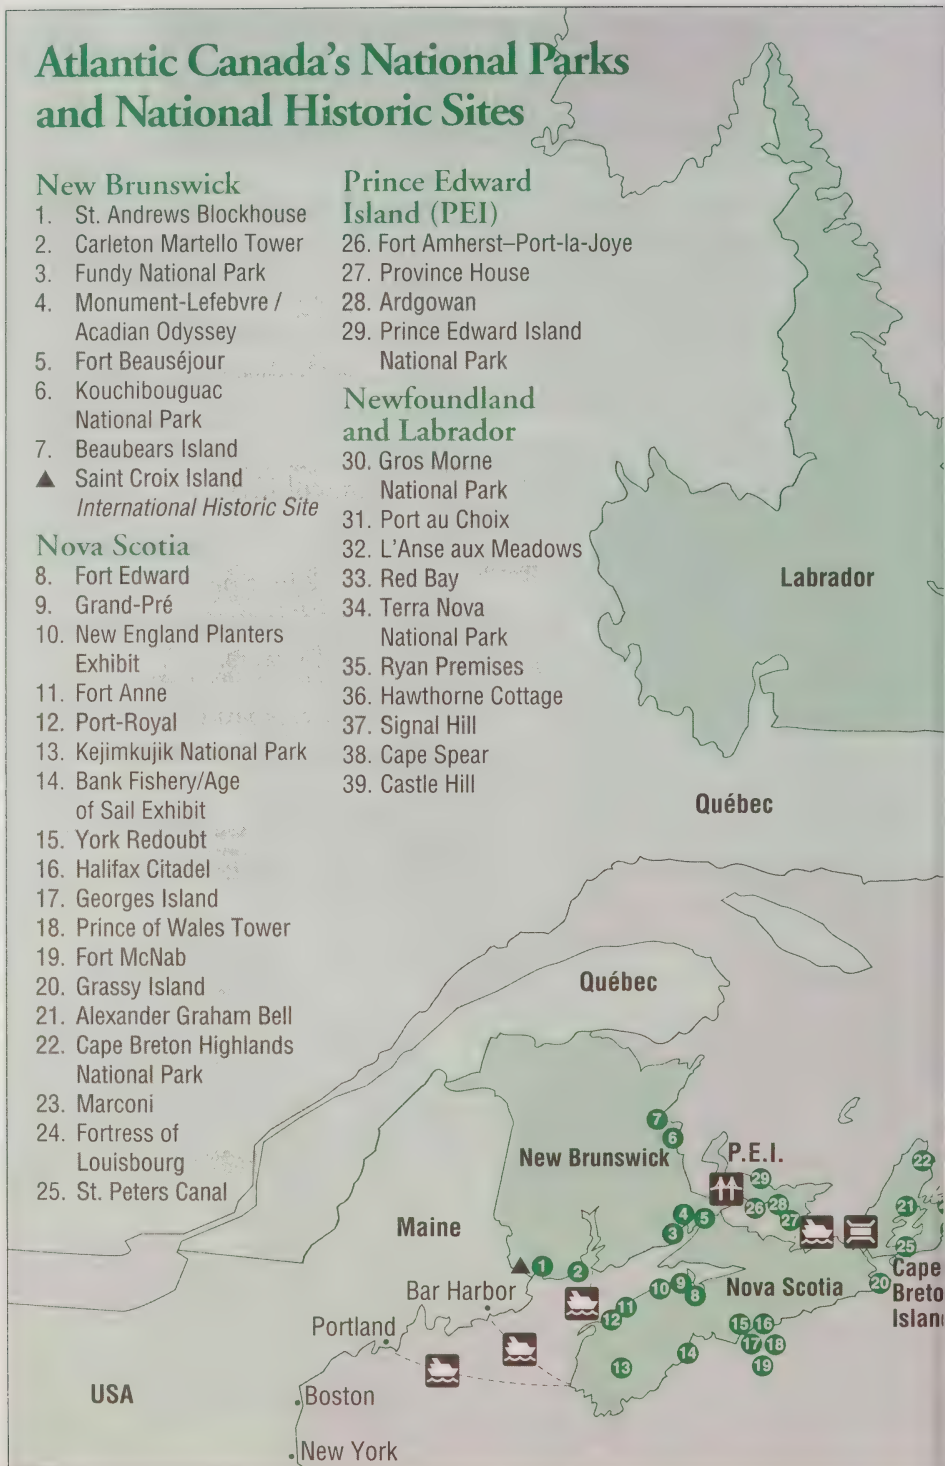 Atlantic Canada's National Parks
and National Historic Sites
New Brunswick
1. St. Andrews Blockhouse
2. Carleton Martello Tower
3. Fundy National Park
4. Monument-Lefebvre /
Acadian Odyssey
5. Fort Beauséjour
6. Kouchibouguac
National Park
7. Beaubears Island
▲ Saint Croix Island
International Historic Site
Nova Scotia
8. Fort Edward
9. Grand-Pré
10. New England Planters
Exhibit
11. Fort Anne
12. Port-Royal
13. Kejimkujik National Park
14. Bank Fishery/Age
of Sail Exhibit
15. York Redoubt
16. Halifax Citadel
17. Georges Island
18. Prince of Wales Tower
19. Fort McNab
20. Grassy Island
21. Alexander Graham Bell
22. Cape Breton Highlands
National Park
23. Marconi
24. Fortress of
Louisbourg
25. St. Peters Canal
Prince Edward
Island (PEI)
26. Fort Amherst–Port-la-Joye
27. Province House
28. Ardgowan
29. Prince Edward Island
National Park
Newfoundland
and Labrador
30. Gros Morne
National Park
31. Port au Choix
32. L'Anse aux Meadows
33. Red Bay
34. Terra Nova
National Park
35. Ryan Premises
36. Hawthorne Cottage
37. Signal Hill
38. Cape Spear
39. Castle Hill
Labrador
Québec
Québec
7
6
New Brunswick
P.E.I.
22
29
26
28
27
21
4
5
3
Maine
25
1
2
Cape
Breto
Islan
20
Nova Scotia
10
9
8
Bar Harbor
11
12
Portland
15
16
17
18
19
14
13
USA
Boston
New York